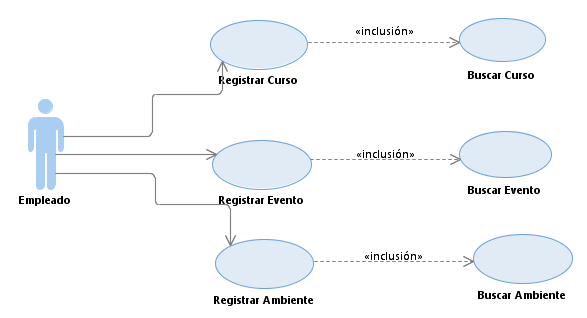 «inclusión»
Registrar Curso
Buscar Curso
«inclusión»
Empleado
Registrar Evento
Buscar Evento
«inclusión»
Registrar Ambiente
Buscar Ambiente